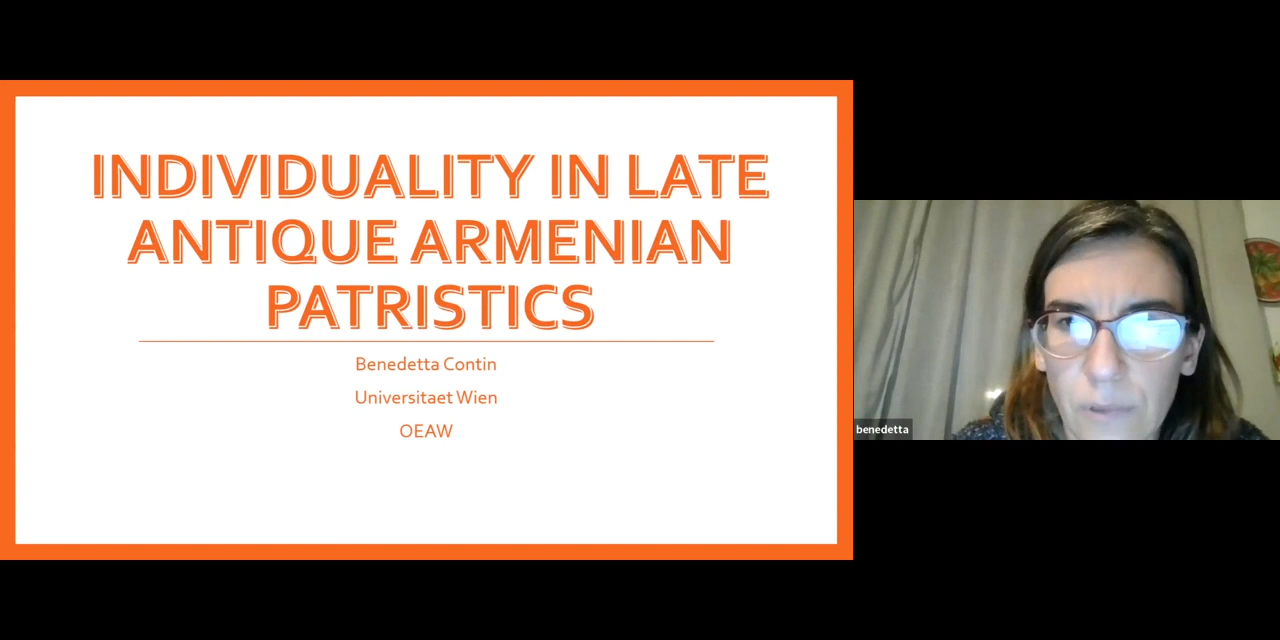 INDIVIDUALITY IN LATE
ANTIQUE ARMENIAN
PATRISTICS
Benedetta Contin
Universitaet Wien
OEAW
benedetta